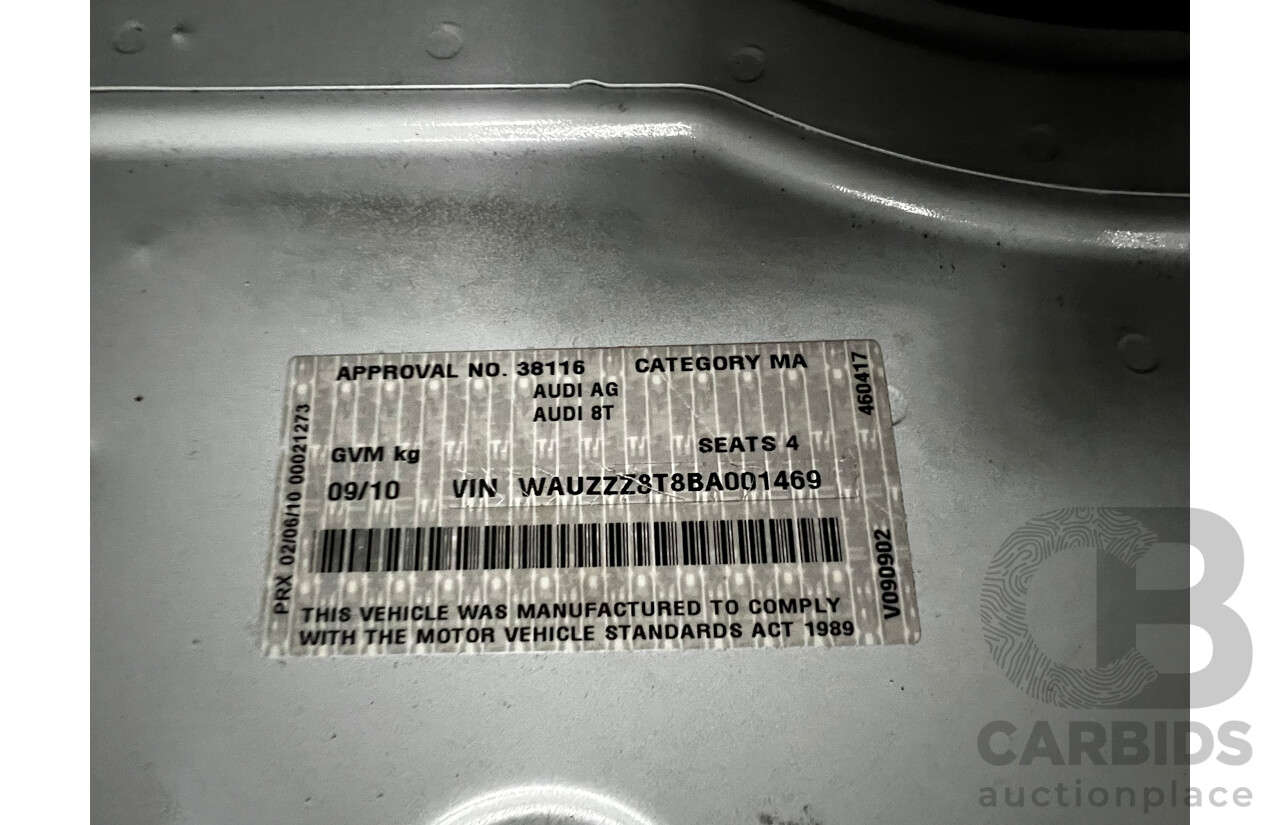 APPROVAL NO. 38116 CATEGORY MA
AUDI AG
AUDI 8T
GVM kg SEATS 4
09/10 VIN WAUZZZ8T8BA001469
THIS VEHICLE WAS MANUFACTURED TO COMPLY
WITH THE MOTOR VEHICLE STANDARDS ACT 1989
PRX 02/06/10 00021273
460417
V090902
CB
CARBIDS
auctionplace